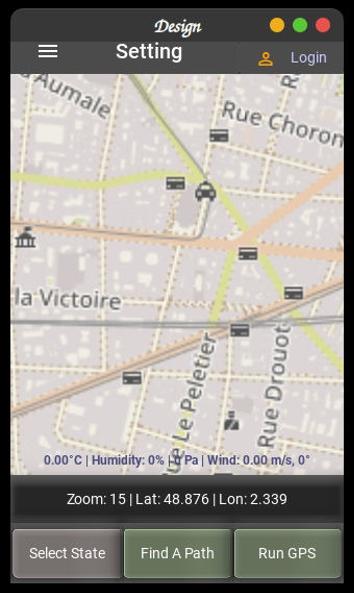 Design
Setting
Login
Aumale
Rue Choron
la Victoire
Rue Le Peletier
Rue Drouot
0.00°C | Humidity: 0% | 0 Pa | Wind: 0.00 m/s, 0°
Zoom: 15 | Lat: 48.876 | Lon: 2.339
Select State
Find A Path
Run GPS